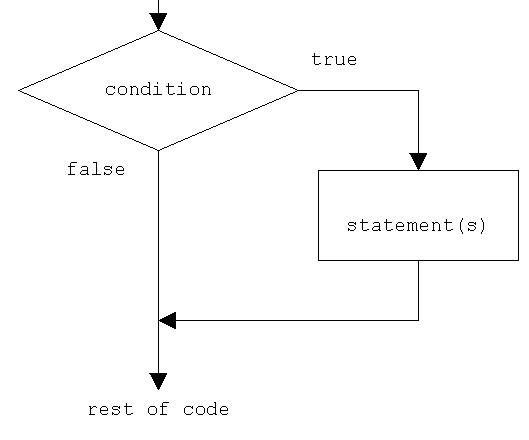 true
condition
false
statement(s)
rest of code